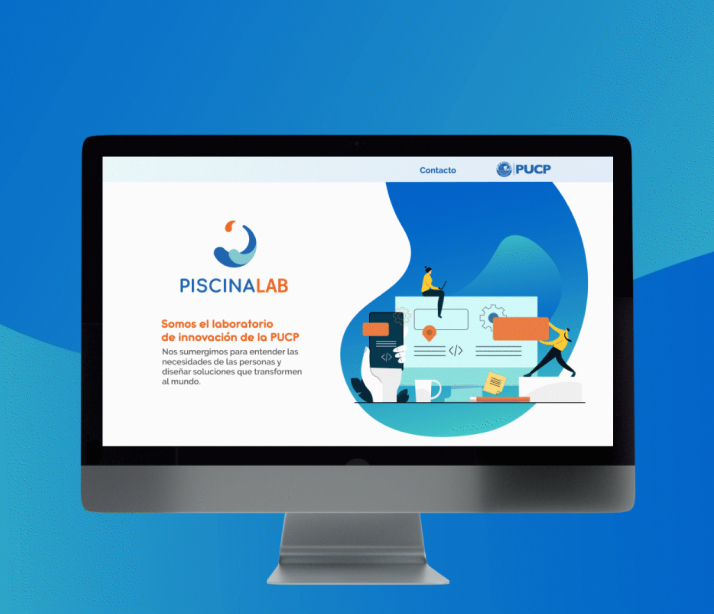 Contacto
PUCP
PISCINALAB
Somos el laboratorio
de innovación de la PUCP
Nos sumergimos para entender las
necesidades de las personas y
diseñar soluciones que transformen
al mundo.
</>
</>